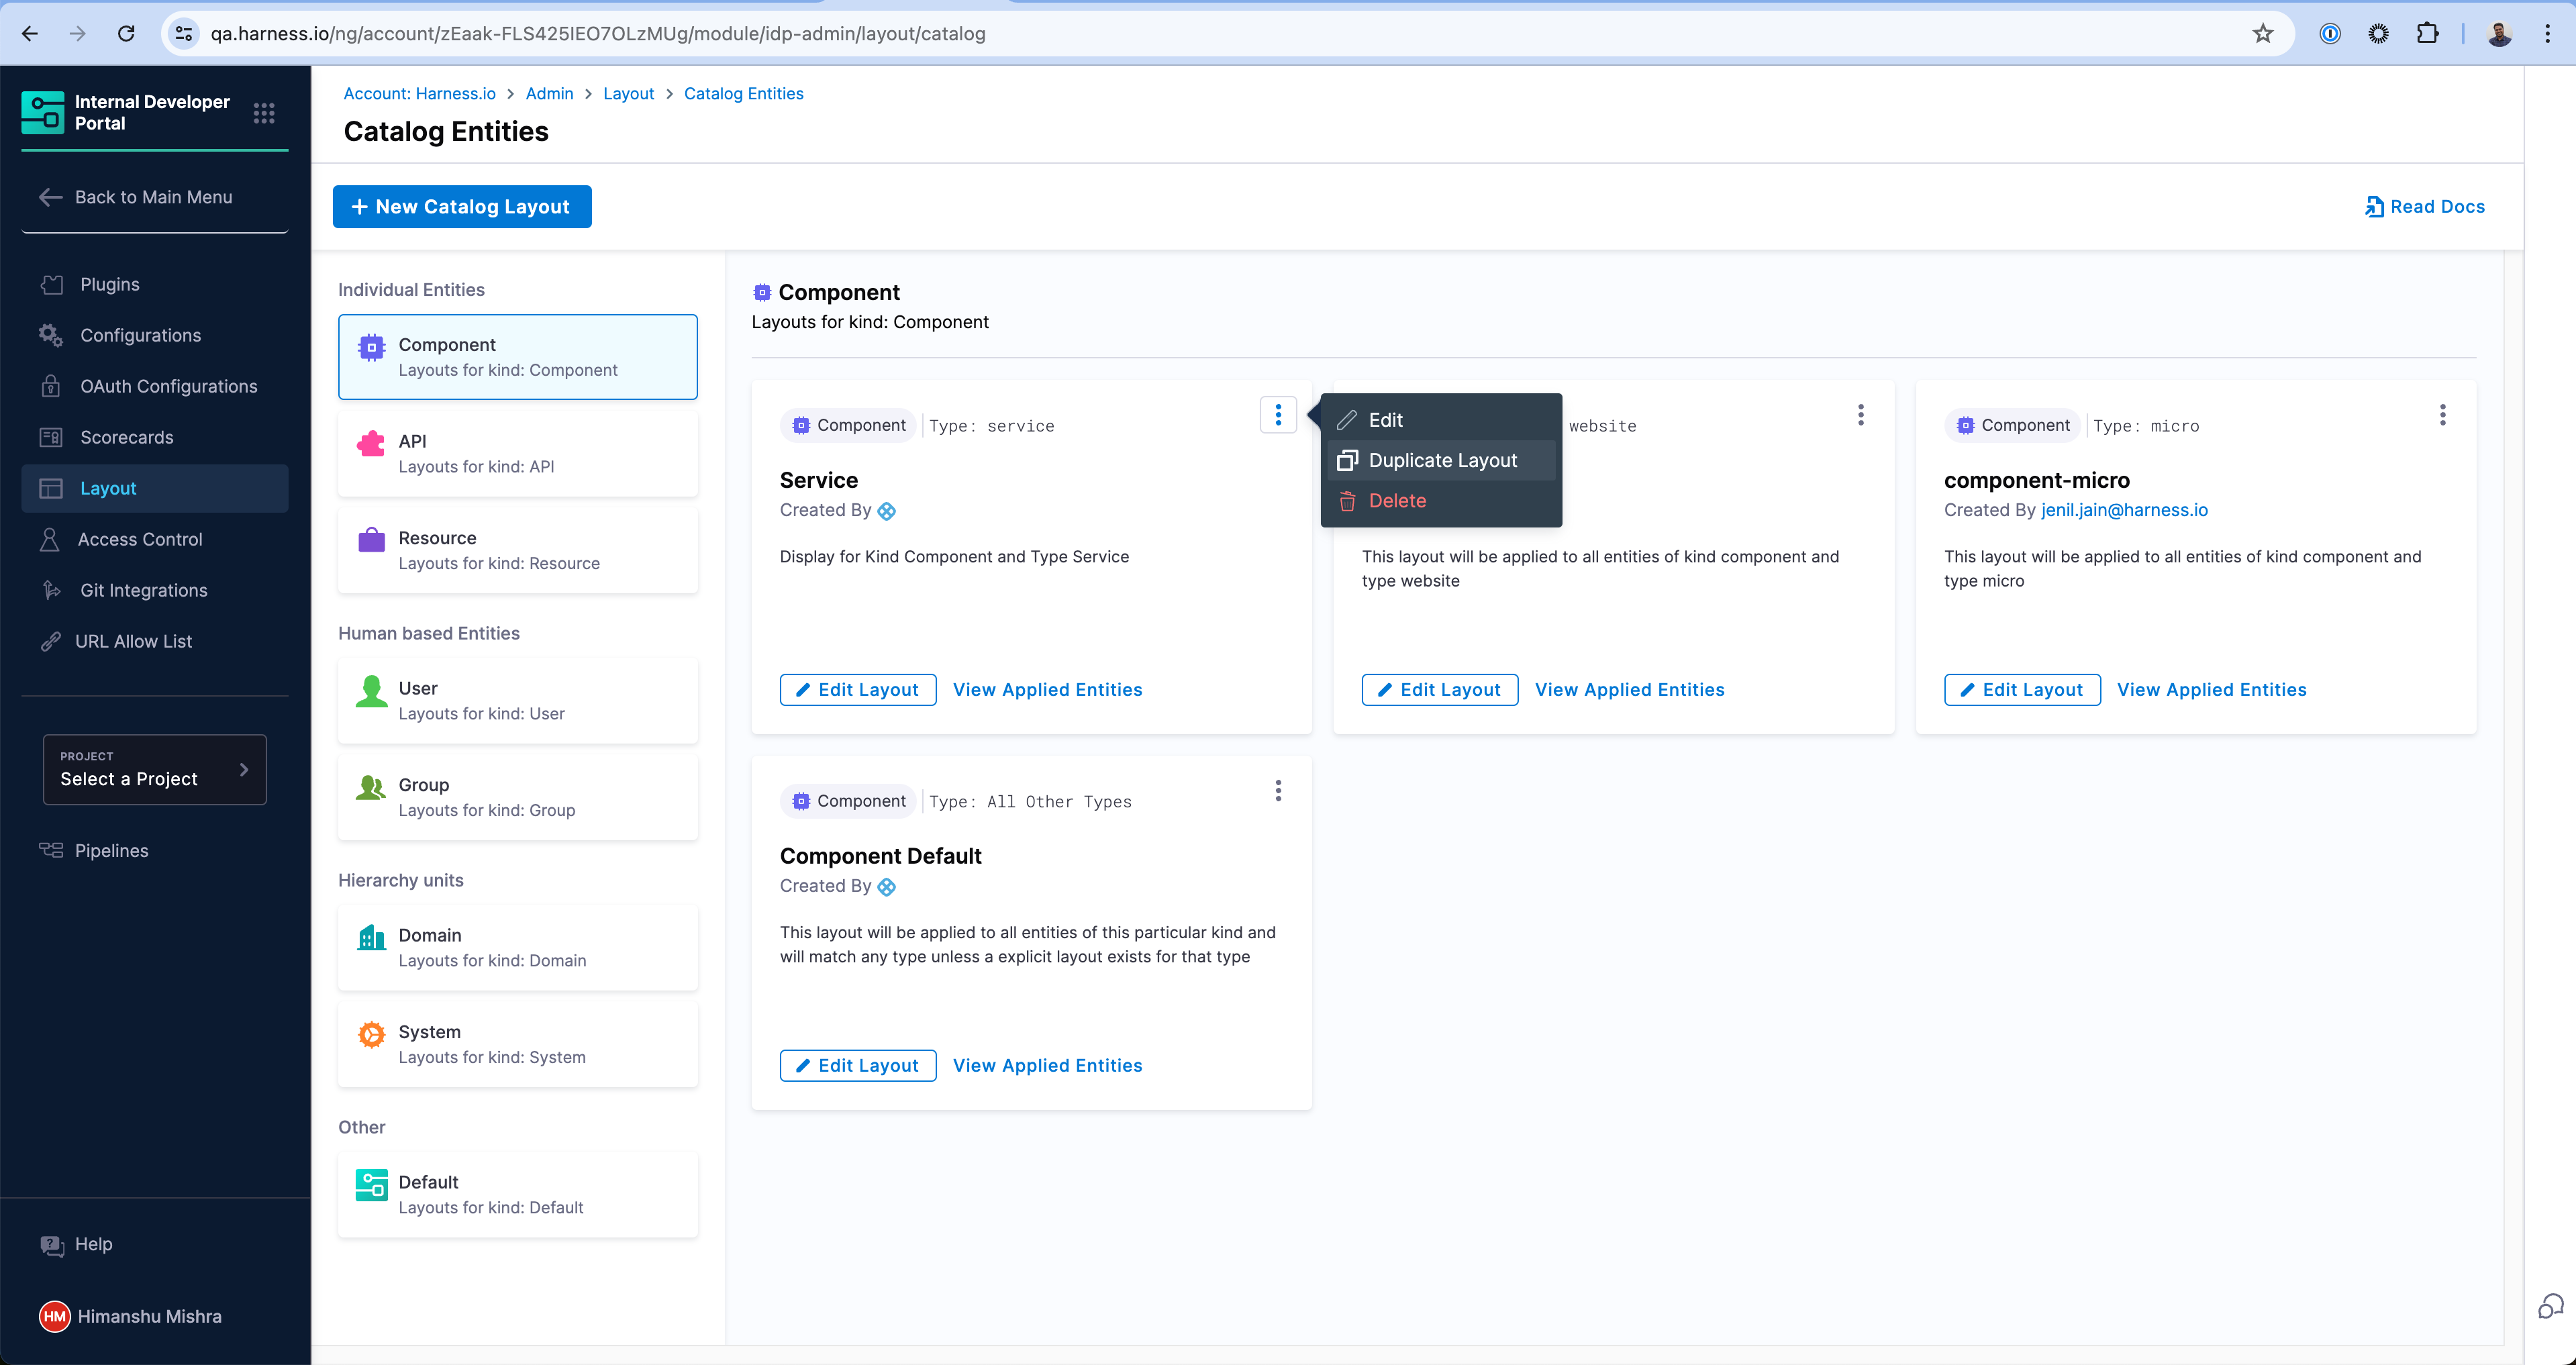 qa.harness.io/ng/account/zEaak-FLS425IEO7OLzMUg/module/idp-admin/layout/catalog
Internal Developer
Portal
Back to Main Menu
Plugins
Configurations
OAuth Configurations
Scorecards
Layout
Access Control
Git Integrations
URL Allow List
PROJECT
Select a Project
Pipelines
Help
HM Himanshu Mishra
Account: Harness.io > Admin > Layout > Catalog Entities
Catalog Entities
+ New Catalog Layout
Read Docs
Individual Entities
Component
Layouts for kind: Component
API
Layouts for kind: API
Resource
Layouts for kind: Resource
Human based Entities
User
Layouts for kind: User
Group
Layouts for kind: Group
Hierarchy units
Domain
Layouts for kind: Domain
System
Layouts for kind: System
Other
Default
Layouts for kind: Default
Component
Layouts for kind: Component
Component Type: service
Service
Created By
Display for Kind Component and Type Service
Edit Layout View Applied Entities
Edit
Duplicate Layout
Delete
website
This layout will be applied to all entities of kind component and
type website
Edit Layout View Applied Entities
Component Type: micro
component-micro
Created By jenil.jain@harness.io
This layout will be applied to all entities of kind component and
type micro
Edit Layout View Applied Entities
Component Type: All Other Types
Component Default
Created By
This layout will be applied to all entities of this particular kind and
will match any type unless a explicit layout exists for that type
Edit Layout View Applied Entities